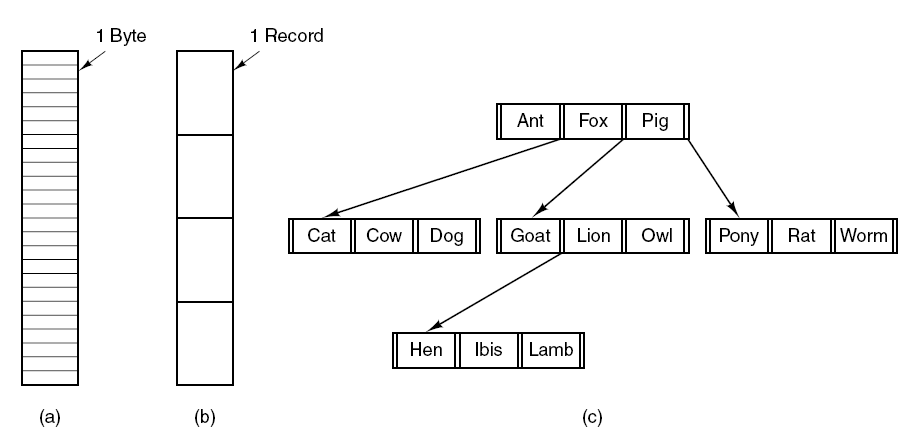 1 Byte
1 Record
Ant Fox Pig
Cat Cow Dog
Goat Lion Owl
Pony Rat Worm
Hen Ibis Lamb
(a)
(b)
(c)